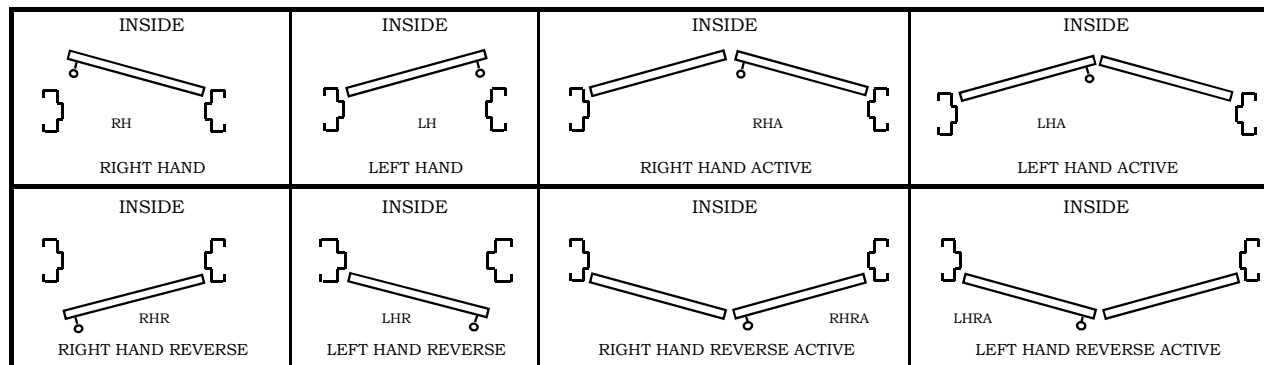 INSIDE
INSIDE
INSIDE
INSIDE
RH
LH
RHA
LHA
RIGHT HAND
LEFT HAND
RIGHT HAND ACTIVE
LEFT HAND ACTIVE
INSIDE
INSIDE
INSIDE
INSIDE
RHR
LHR
RHRA
LHRA
RIGHT HAND REVERSE
LEFT HAND REVERSE
RIGHT HAND REVERSE ACTIVE
LEFT HAND REVERSE ACTIVE